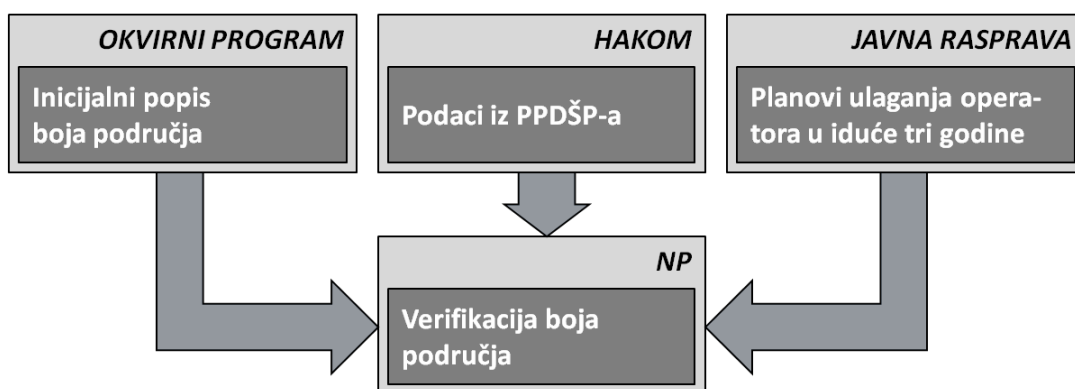 OKVIRNI PROGRAM
Inicijalni popis
boja područja
HAKOM
Podaci iz PPDŠP-a
JAVNA RASPRAVA
Planovi ulaganja opera-
tora u iduće tri godine
NP
Verifikacija boja
područja